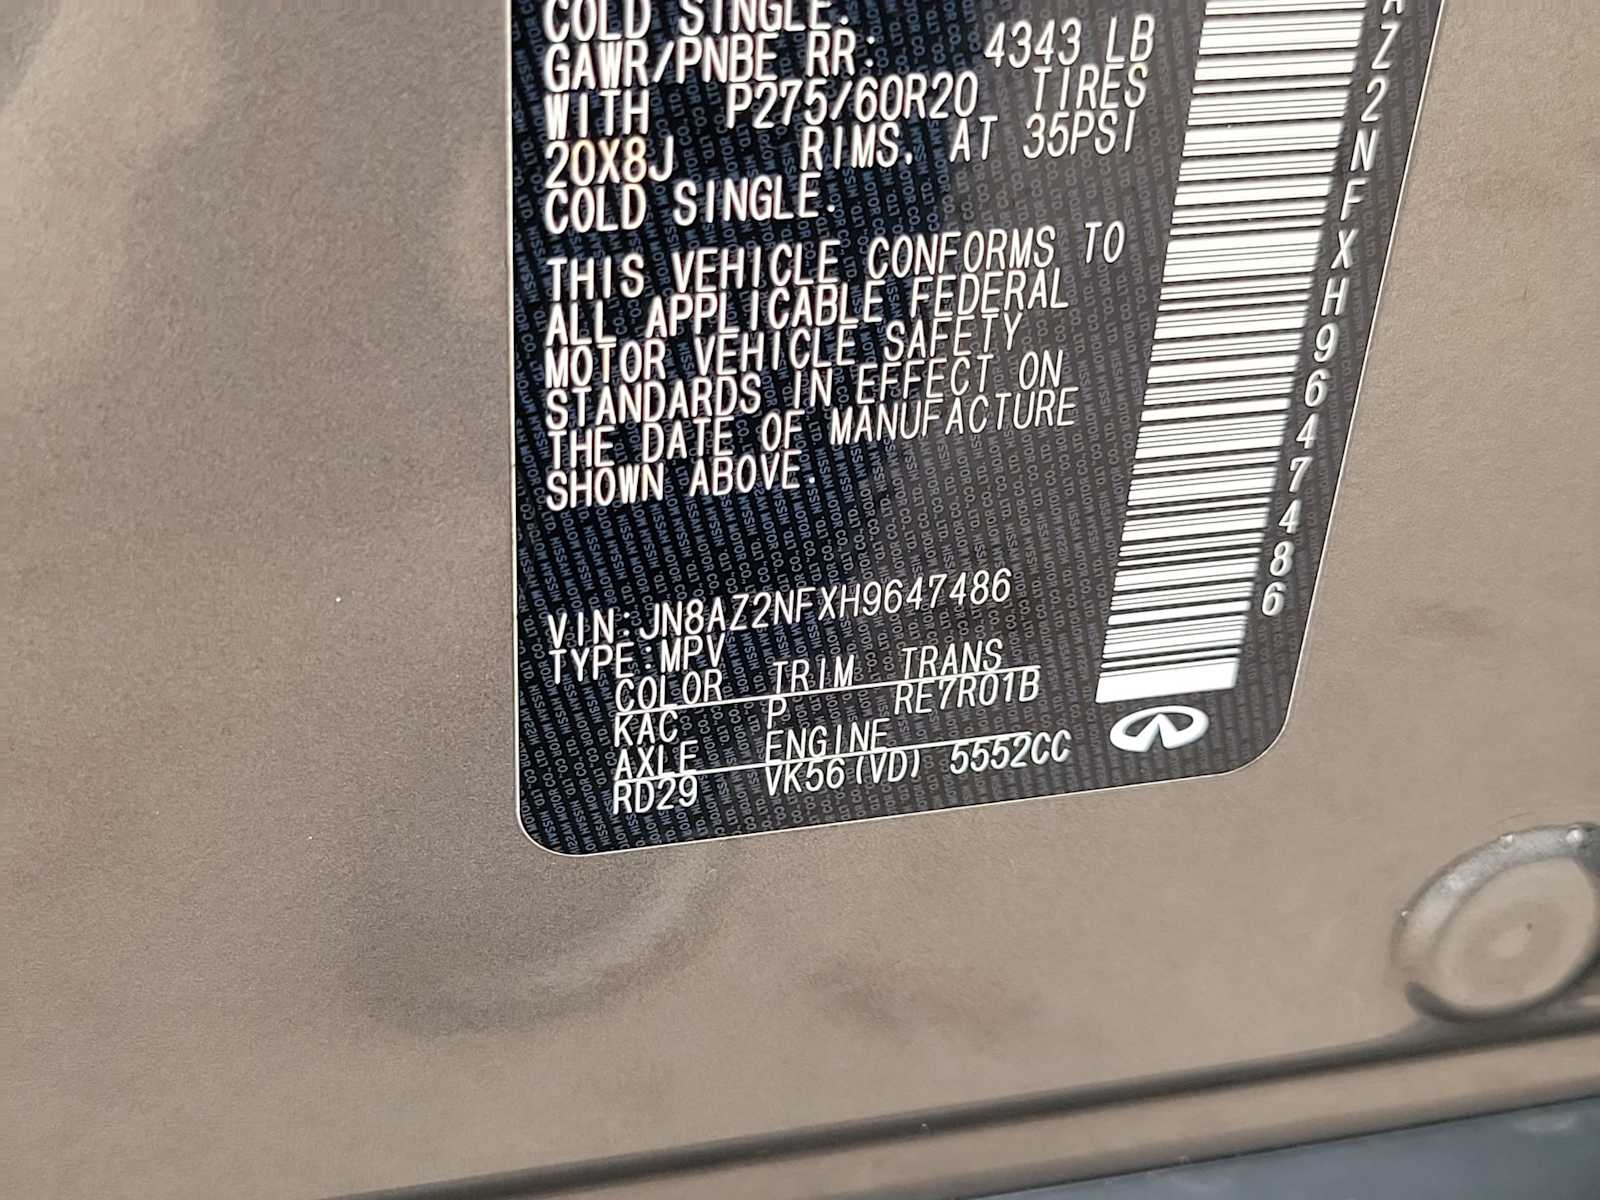 COLD SINGLE.
GAWR/PNBE RR: 4343 LB
WITH P275/60R20 TIRES
20X8J RIMS, AT 35PSI
COLD SINGLE.
THIS VEHICLE CONFORMS TO
ALL APPLICABLE FEDERAL
MOTOR VEHICLE SAFETY
STANDARDS IN EFFECT ON
THE DATE OF MANUFACTURE
SHOWN ABOVE.
VIN:JN8AZ2NFXH9647486
TYPE:MPV
COLOR TRIM TRANS
KAC P RE7R01B
AXLE ENGINE
RD29 VK56(VD) 5552CC
Z2NFXH9647486